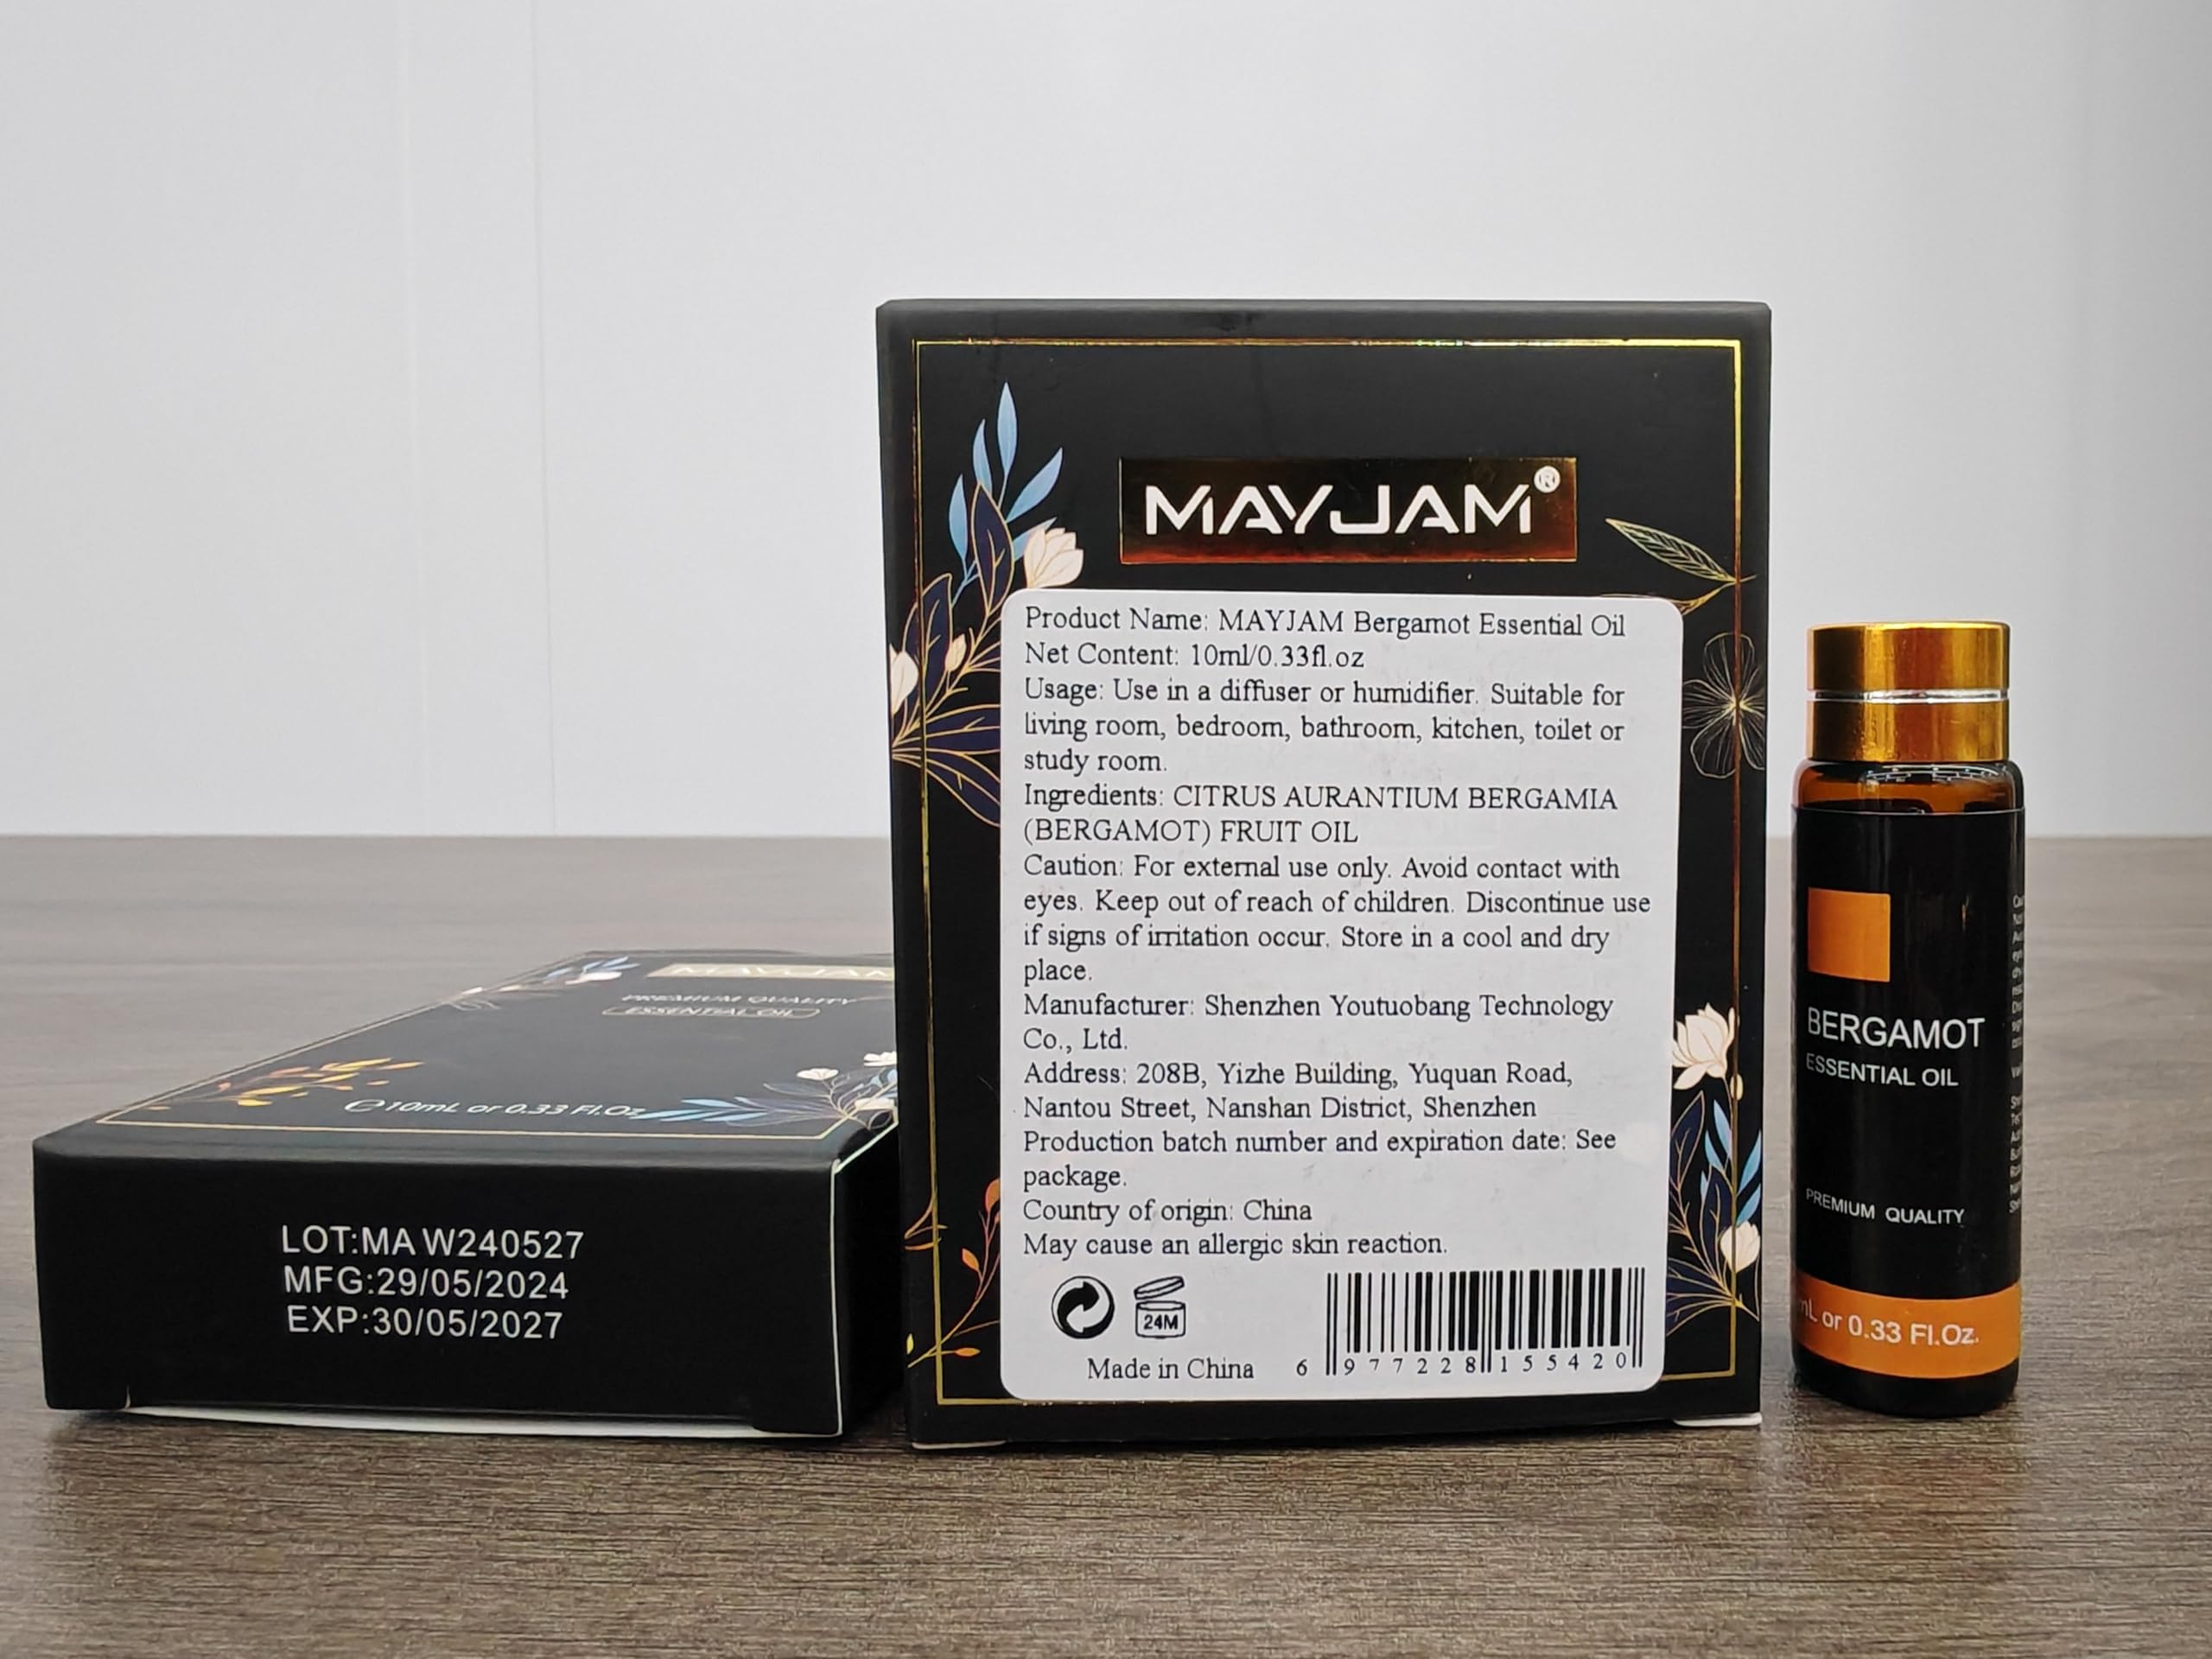 MAYJAM
PREMIUM QUALITY
ESSENTIAL OIL
℮10mL or 0.33 Fl.Oz
LOT:MA W240527
MFG:29/05/2024
EXP:30/05/2027
MAYJAM®
Product Name: MAYJAM Bergamot Essential Oil
Net Content: 10ml/0.33fl.oz
Usage: Use in a diffuser or humidifier. Suitable for
living room, bedroom, bathroom, kitchen, toilet or
study room.
Ingredients: CITRUS AURANTIUM BERGAMIA
(BERGAMOT) FRUIT OIL
Caution: For external use only. Avoid contact with
eyes. Keep out of reach of children. Discontinue use
if signs of irritation occur. Store in a cool and dry
place.
Manufacturer: Shenzhen Youtuobang Technology
Co., Ltd.
Address: 208B, Yizhe Building, Yuquan Road,
Nantou Street, Nanshan District, Shenzhen
Production batch number and expiration date: See
package.
Country of origin: China
May cause an allergic skin reaction.
24M
Made in China
6 977228 155420
BERGAMOT
ESSENTIAL OIL
PREMIUM QUALITY
mL or 0.33 Fl.Oz.